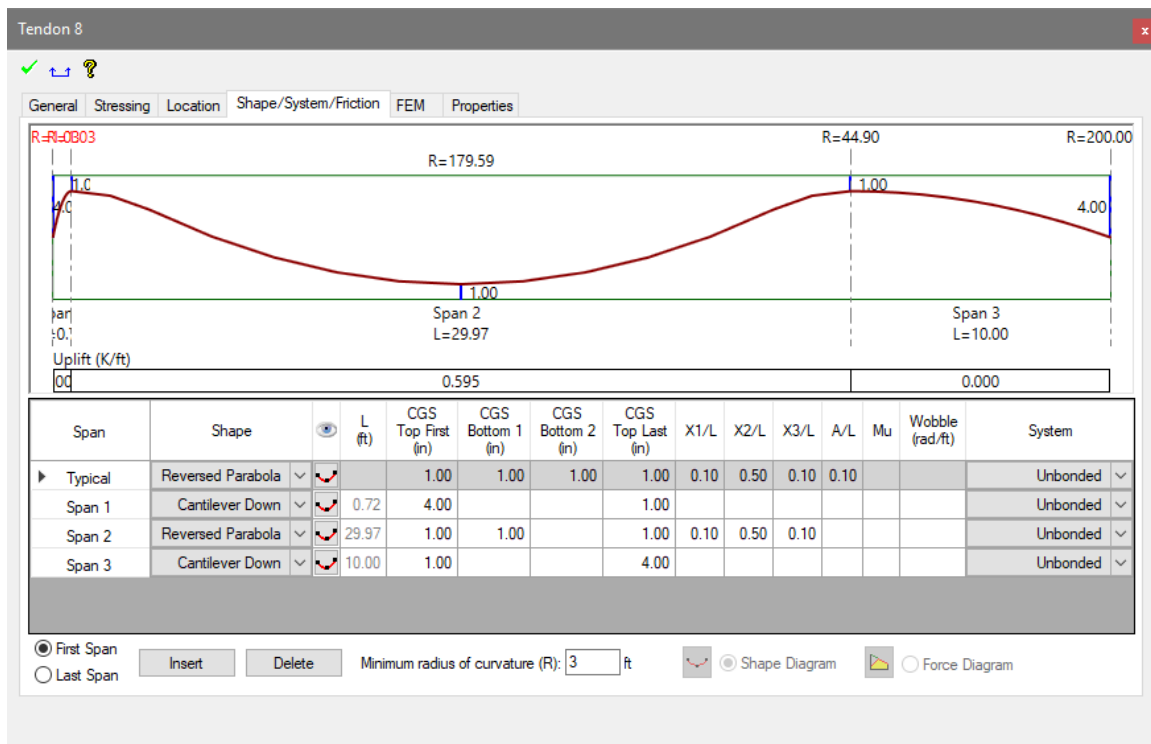 Tendon 8
x
General Stressing Location Shape/System/Friction FEM Properties
R=44.90 R=200.00
R=179.59
1.00
4.00
1.00
Span 2 Span 3
L=29.97 L=10.00
Uplift (K/ft)
0.595 0.000
Span Shape L (ft) CGS Top First (in) CGS Bottom 1 (in) CGS Bottom 2 (in) CGS Top Last (in) X1/L X2/L X3/L A/L Mu Wobble (rad/ft) System
Typical Reversed Parabola 1.00 1.00 1.00 1.00 0.10 0.50 0.10 0.10 Unbonded
Span 1 Cantilever Down 0.72 4.00 1.00 Unbonded
Span 2 Reversed Parabola 29.97 1.00 1.00 1.00 0.10 0.50 0.10 Unbonded
Span 3 Cantilever Down 10.00 1.00 4.00 Unbonded
First Span
Last Span
Insert Delete Minimum radius of curvature (R): 3 ft Shape Diagram Force Diagram